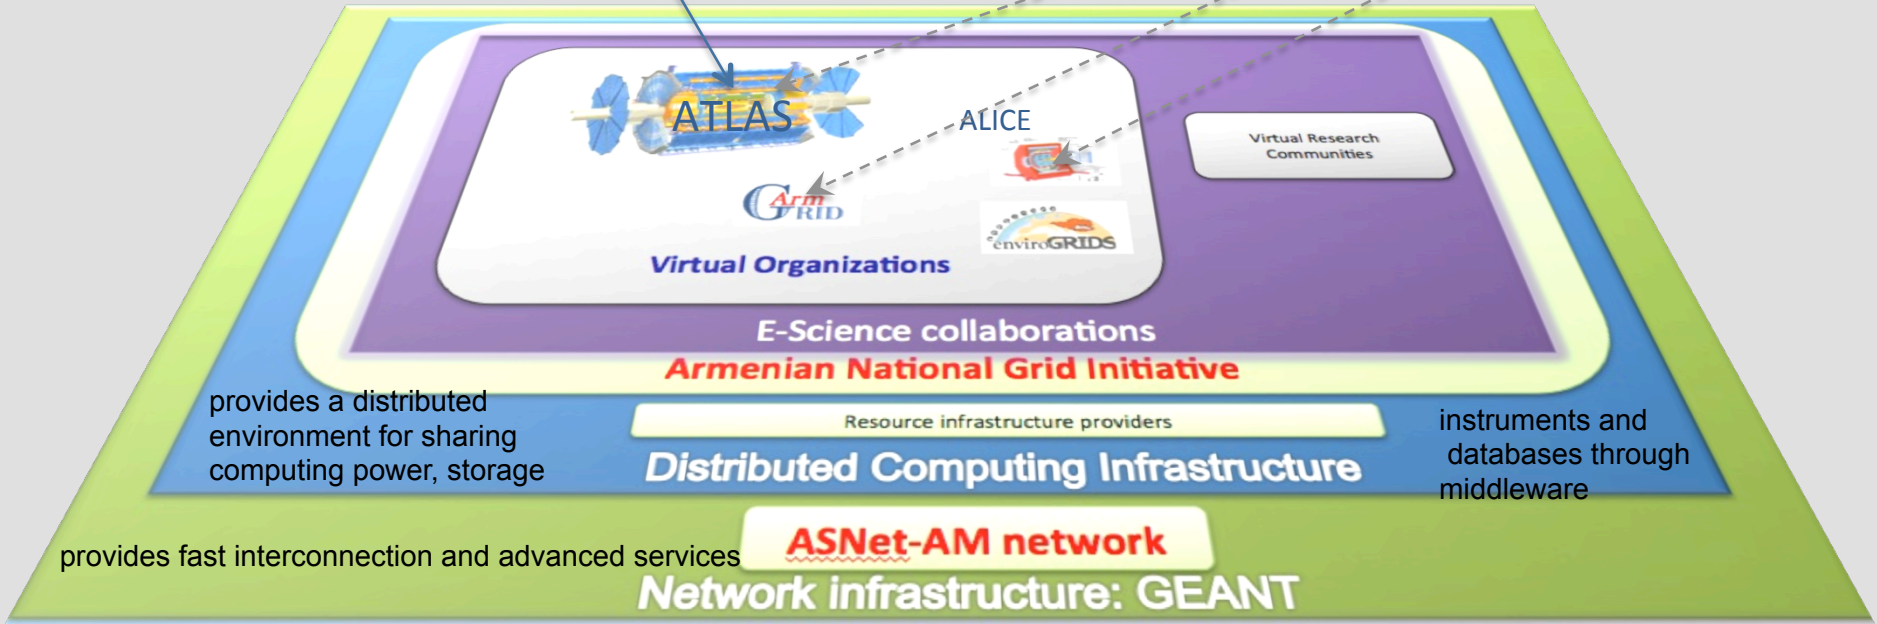 ATLAS
ALICE
Virtual Research
Communities
Arm
GRID
enviroGRIDS
Virtual Organizations
E-Science collaborations
Armenian National Grid Initiative
provides a distributed
environment for sharing
computing power, storage
Resource infrastructure providers
instruments and
databases through
middleware
Distributed Computing Infrastructure
provides fast interconnection and advanced services
ASNet-AM network
Network infrastructure: GEANT